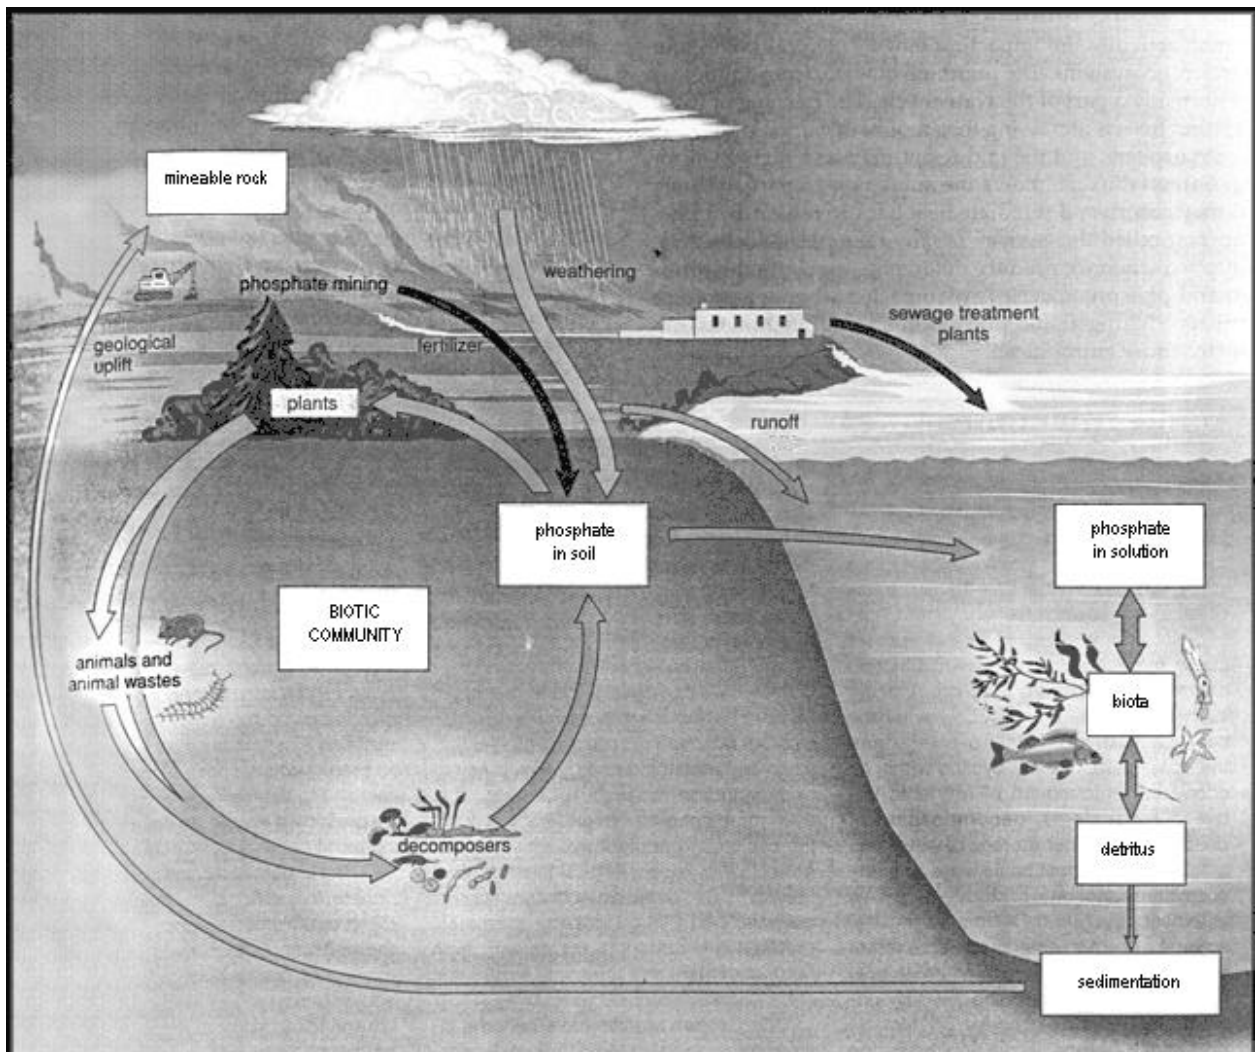 mineable rock
phosphate mining
weathering
geological
uplift
fertilizer
sewage treatment
plants
plants
runoff
phosphate
in soil
phosphate
in solution
BIOTIC
COMMUNITY
animals and
animal wastes
biota
decomposers
detritus
sedimentation